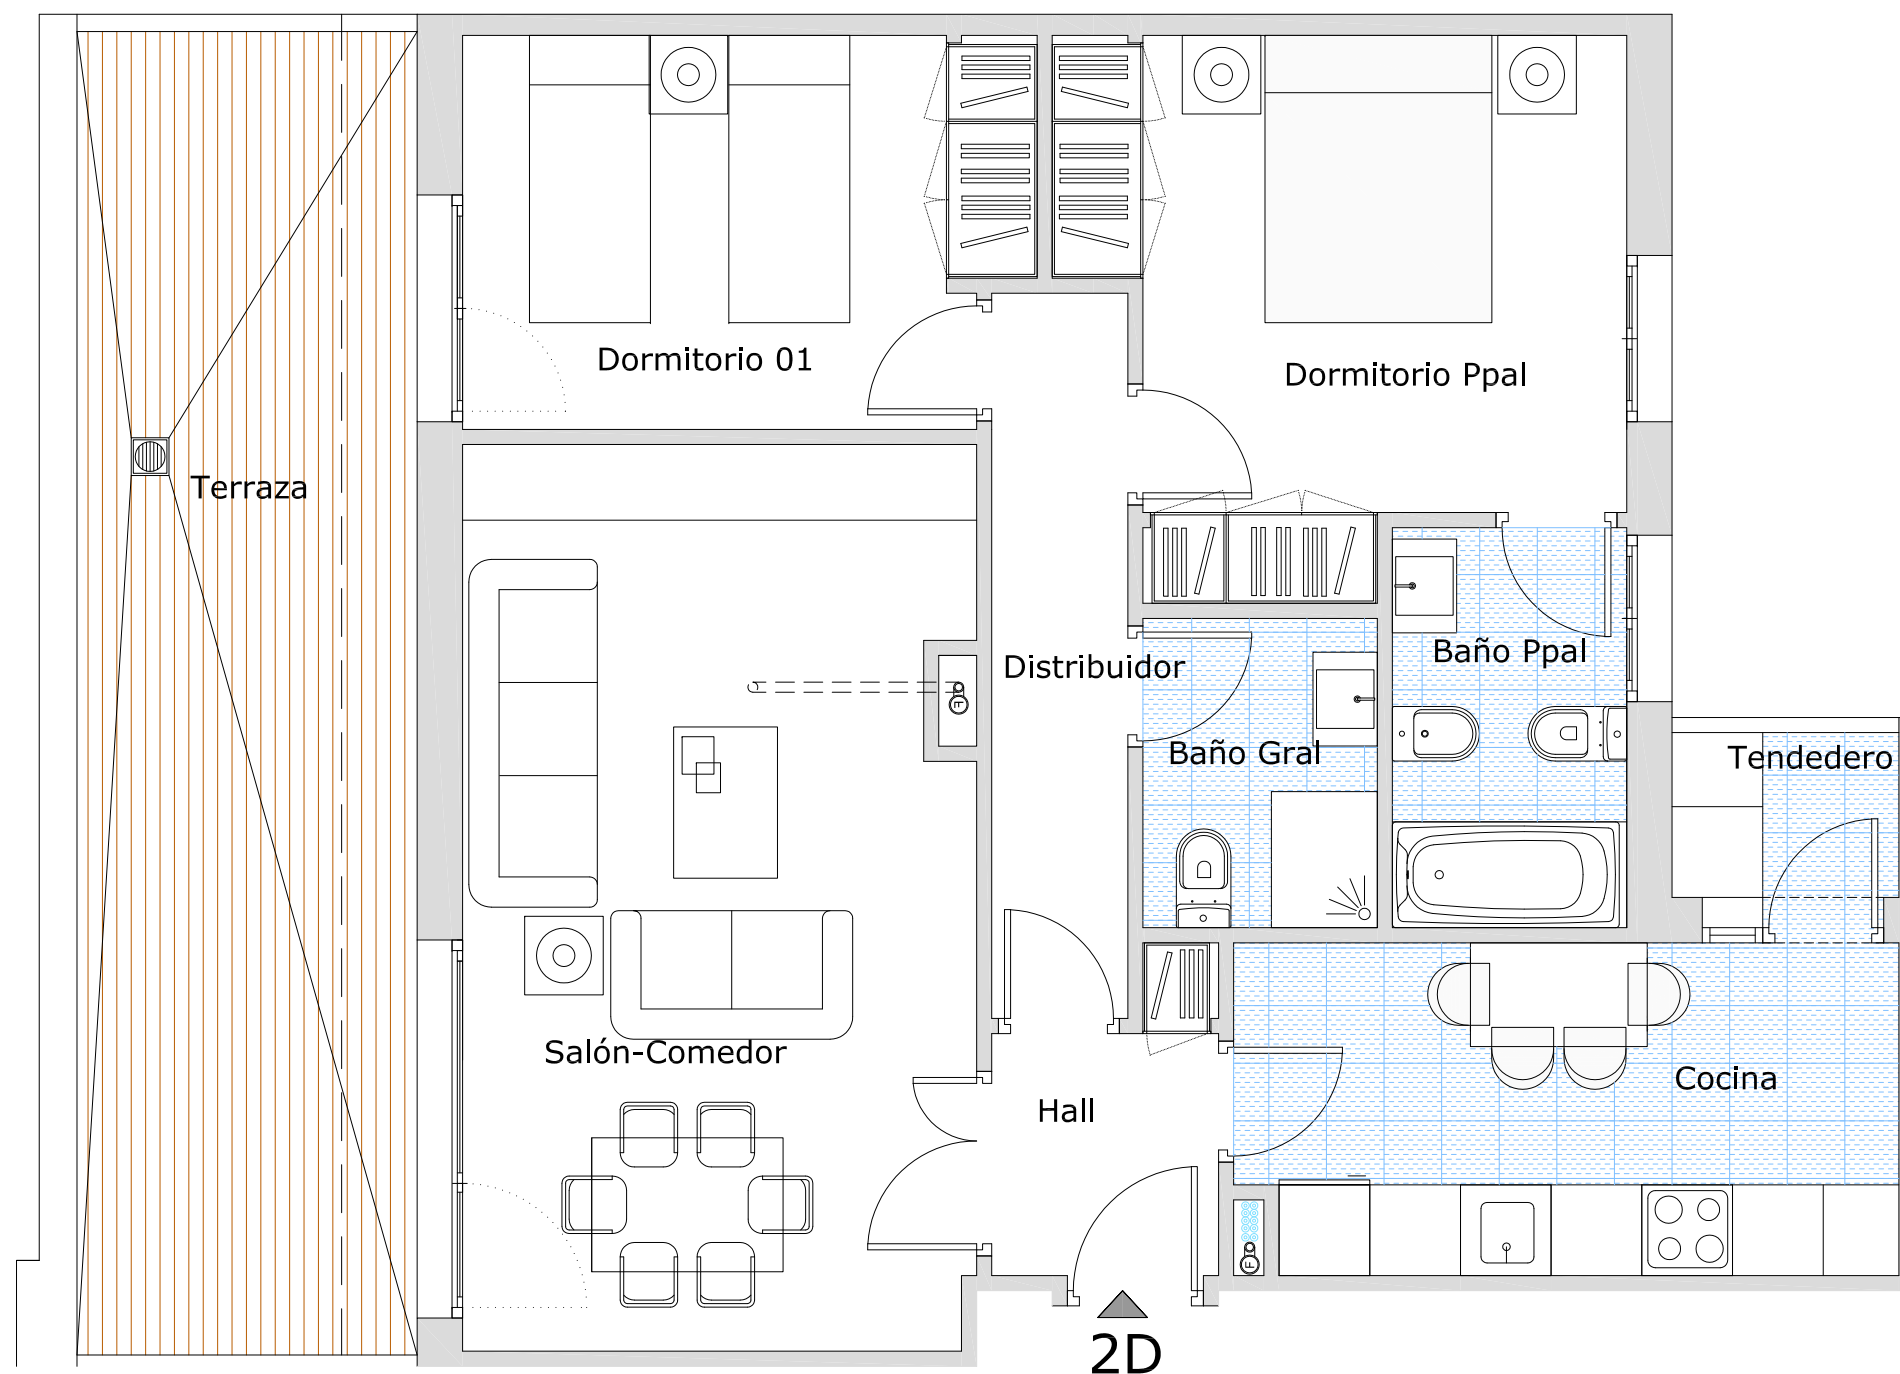 Dormitorio 01
Dormitorio Ppal
Terraza
Distribuidor
Baño Ppal
Baño Gral
Tendedero
F
Salón-Comedor
Hall
Cocina
F
2D